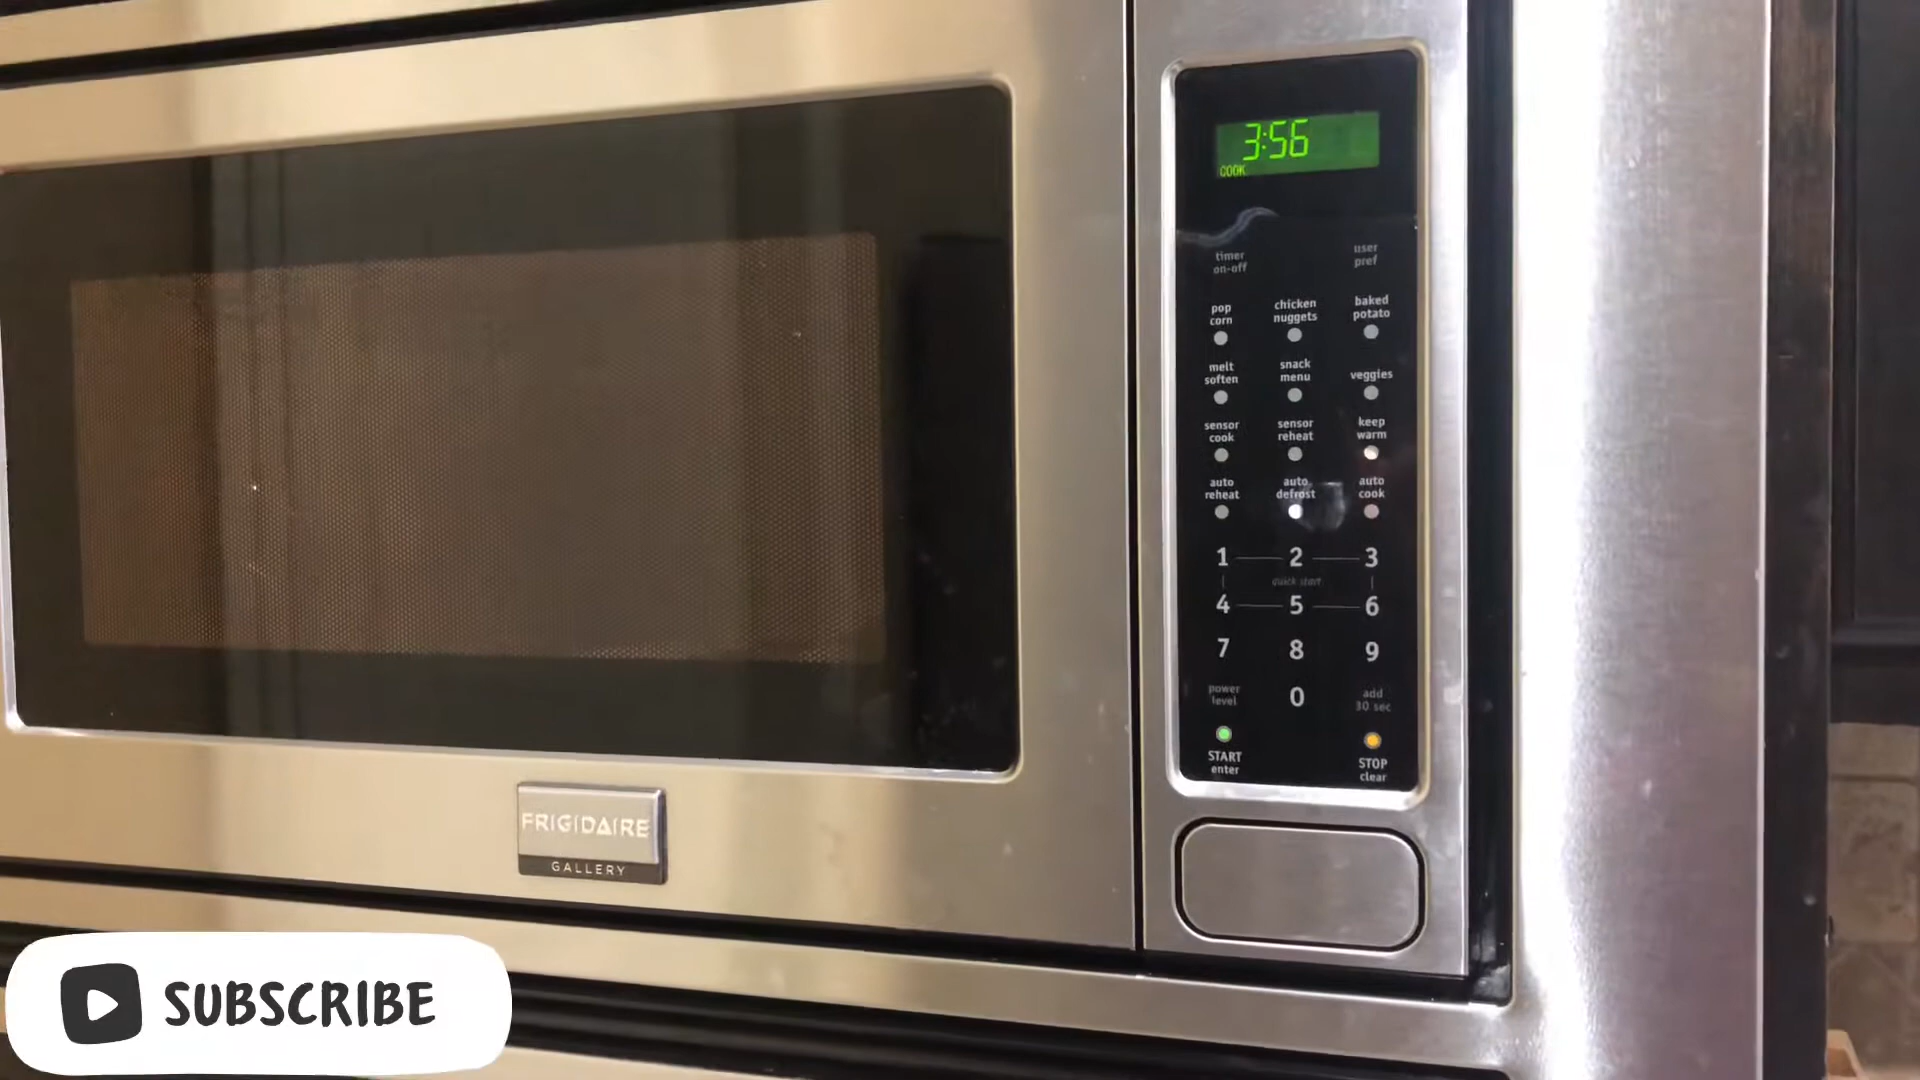 3:56
COOK
timer
on-off
user
pref
pop
corn
chicken
nuggets
baked
potato
melt
soften
snack
menu
veggies
sensor
cook
sensor
reheat
keep
warm
auto
reheat
auto
defrost
auto
cook
1 2 3
quick start
4 5 6
7 8 9
power
level
0
add
30 sec
START
enter
STOP
clear
FRIGIDAIRE
GALLERY
SUBSCRIBE